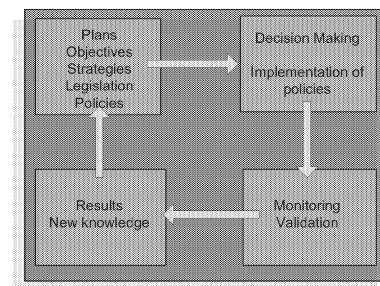 Plans
Objectives
Strategies
Legislation
Policies
Decision Making
Implementation of
policies
Results
New knowledge
Monitoring
Validation